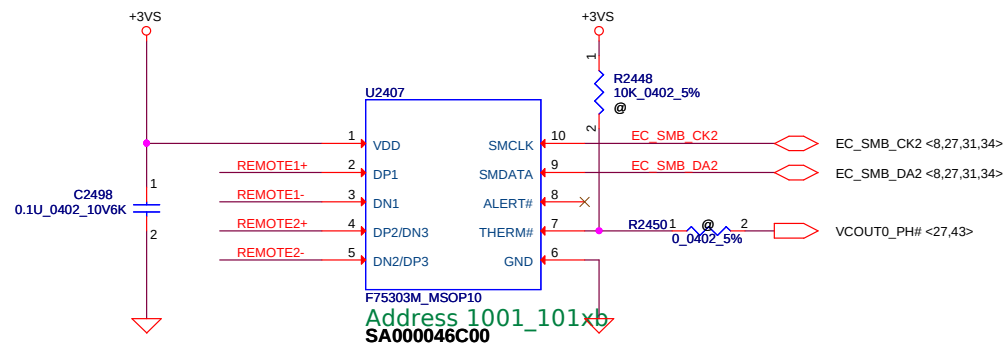 +3VS
+3VS
1
R2448
10K_0402_5%
@
2
U2407
1 VDD SMCLK 10 EC_SMB_CK2 EC_SMB_CK2 <8,27,31,34>
REMOTE1+ 2 DP1 SMDATA 9 EC_SMB_DA2 EC_SMB_DA2 <8,27,31,34>
REMOTE1- 3 DN1 ALERT# 8
C2498 1
0.1U_0402_10V6K
2
REMOTE2+ 4 DP2/DN3 THERM# 7 R2450 1 @ 2 VCOUT0_PH# <27,43>
0_0402_5%
REMOTE2- 5 DN2/DP3 GND 6
F75303M_MSOP10
Address 1001_101xb
SA000046C00